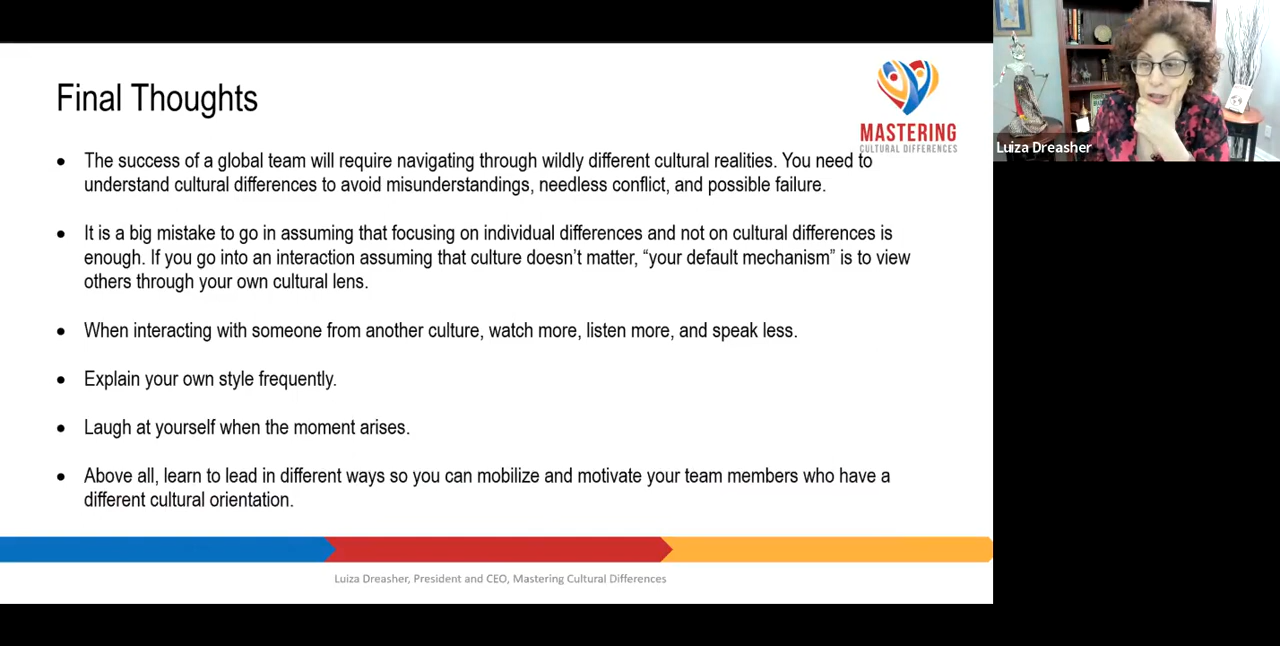 Final Thoughts
MASTERING
CULTURAL DIFFERENCES
• The success of a global team will require navigating through wildly different cultural realities. You need to
understand cultural differences to avoid misunderstandings, needless conflict, and possible failure.
• It is a big mistake to go in assuming that focusing on individual differences and not on cultural differences is
enough. If you go into an interaction assuming that culture doesn’t matter, “your default mechanism” is to view
others through your own cultural lens.
• When interacting with someone from another culture, watch more, listen more, and speak less.
• Explain your own style frequently.
• Laugh at yourself when the moment arises.
• Above all, learn to lead in different ways so you can mobilize and motivate your team members who have a
different cultural orientation.
Luiza Dreasher, President and CEO, Mastering Cultural Differences
Luiza Dreasher